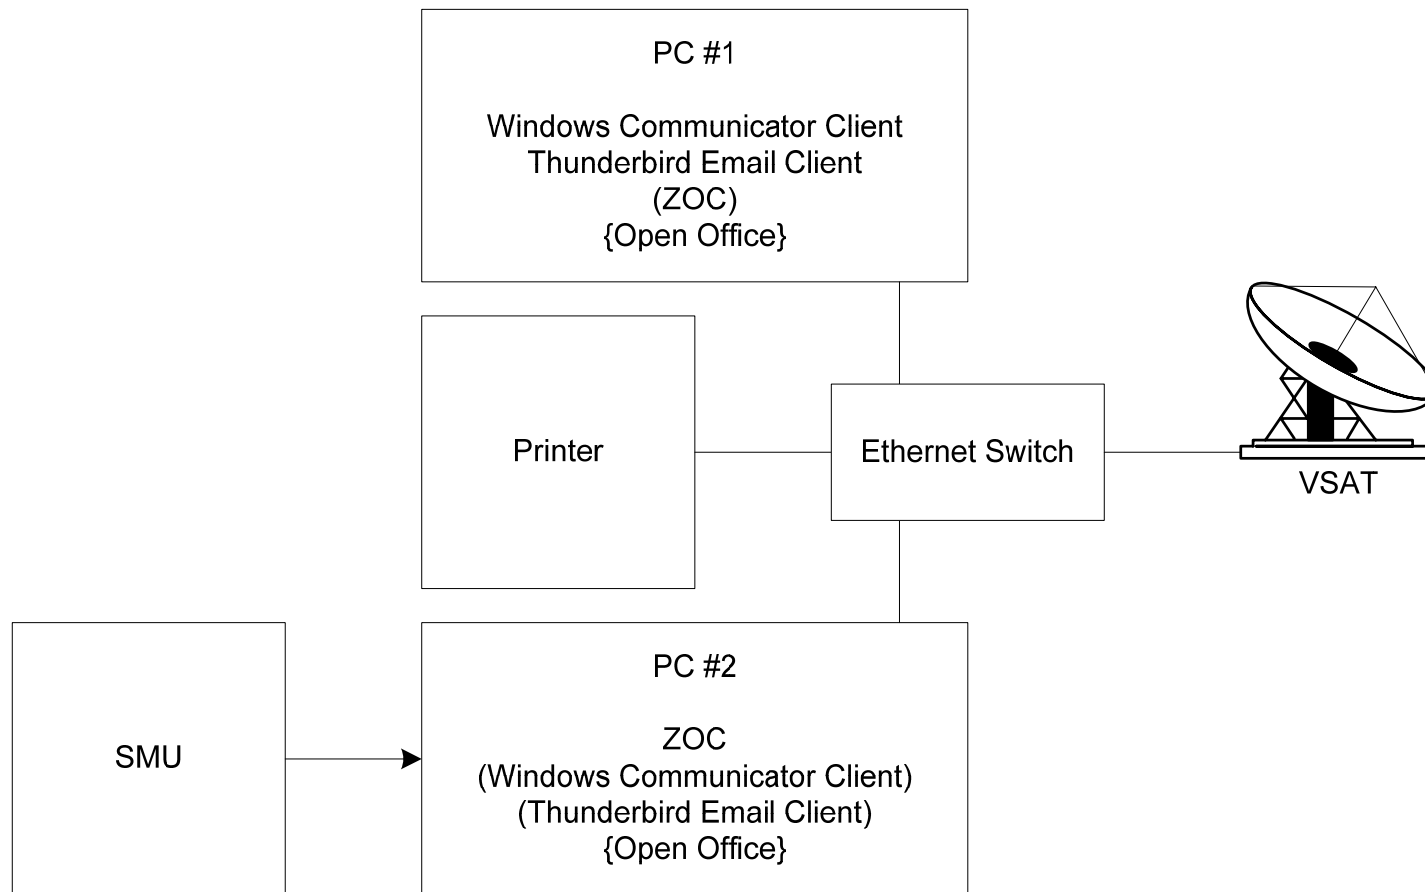 PC #1
Windows Communicator Client
Thunderbird Email Client
(ZOC)
{Open Office}
Printer
Ethernet Switch
VSAT
SMU
PC #2
ZOC
(Windows Communicator Client)
(Thunderbird Email Client)
{Open Office}